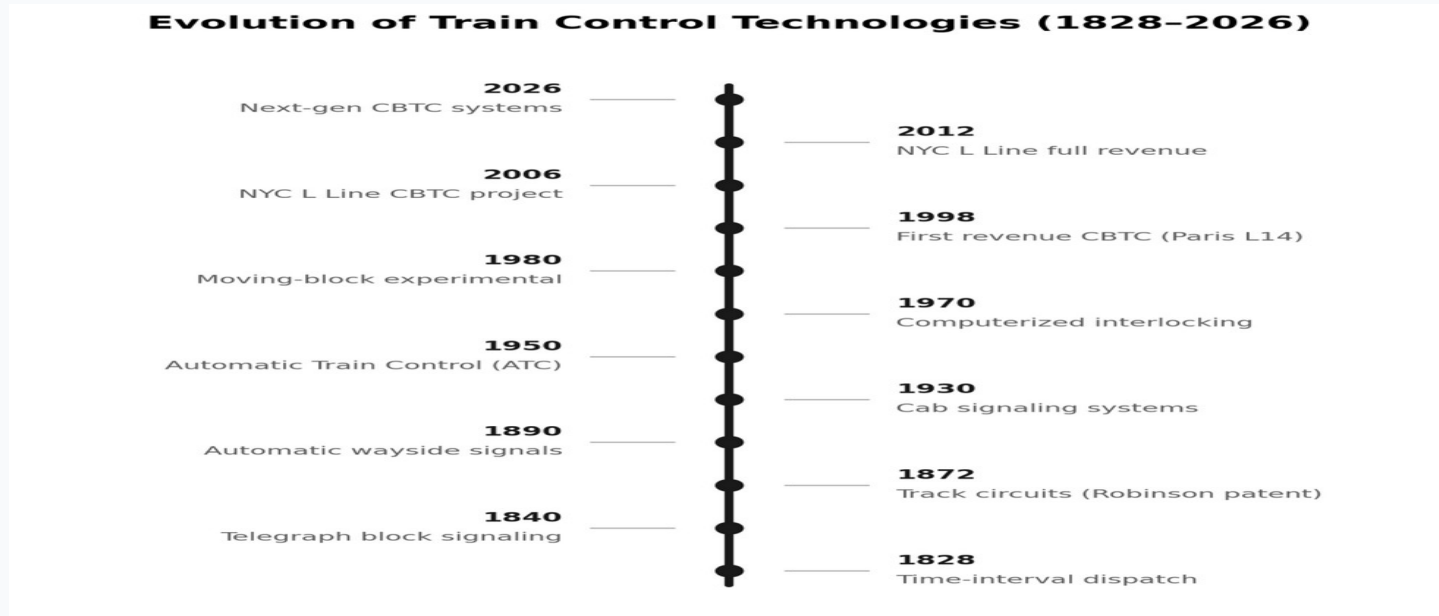 Evolution of Train Control Technologies (1828–2026)
2026
Next-gen CBTC systems
2012
NYC L Line full revenue
2006
NYC L Line CBTC project
1998
First revenue CBTC (Paris L14)
1980
Moving-block experimental
1970
Computerized interlocking
1950
Automatic Train Control (ATC)
1930
Cab signaling systems
1890
Automatic wayside signals
1872
Track circuits (Robinson patent)
1840
Telegraph block signaling
1828
Time-interval dispatch